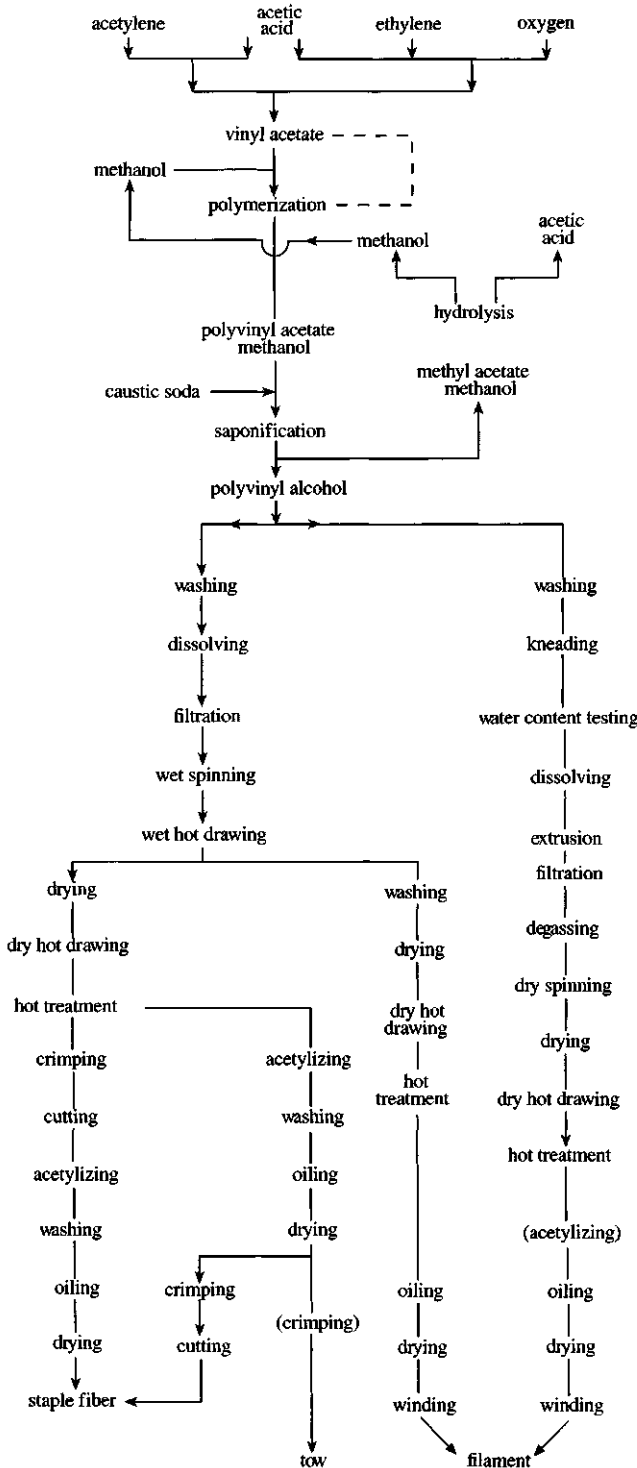 acetylene
acetic
acid
ethylene
oxygen
vinyl acetate
methanol
polymerization
methanol
acetic
acid
hydrolysis
polyvinyl acetate
methanol
methyl acetate
methanol
caustic soda
saponification
polyvinyl alcohol
washing
dissolving
filtration
wet spinning
wet hot drawing
drying
dry hot drawing
hot treatment
crimping
cutting
acetylizing
washing
oiling
drying
staple fiber
acetylizing
washing
oiling
drying
crimping
cutting
(crimping)
tow
washing
drying
dry hot
drawing
hot
treatment
oiling
drying
winding
washing
kneading
water content testing
dissolving
extrusion
filtration
degassing
dry spinning
drying
dry hot drawing
hot treatment
(acetylizing)
oiling
drying
winding
filament